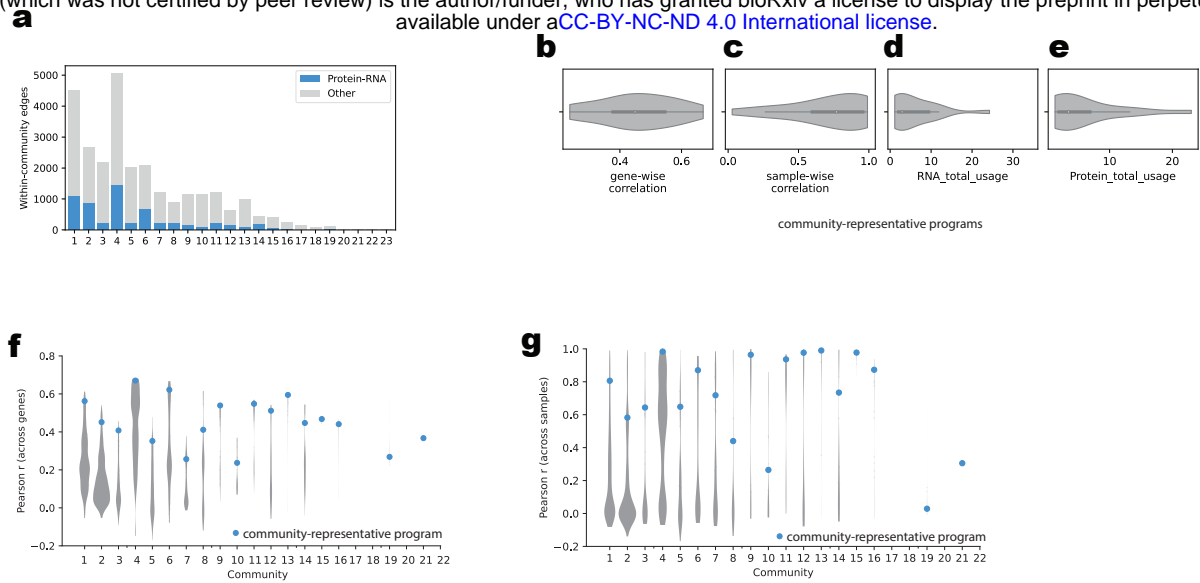 (which was not certified by peer review) is the author/funder, who has granted bioRxiv a license to display the preprint in
available under aCC-BY-NC-ND 4.0 International license.
a
5000
4000
3000
2000
1000
0
Within-community edges
Protein-RNA
Other
1 2 3 4 5 6 7 8 9 10 11 12 13 14 15 16 17 18 19 20 21 22 23
b
0.4 0.6
gene-wise
correlation
c
0.0 0.5 1.0
sample-wise
correlation
d
0 10 20 30
RNA_total_usage
e
10 20
Protein_total_usage
community-representative programs
f
0.8
0.6
0.4
0.2
0.0
−0.2
Pearson r (across genes)
community-representative program
1 2 3 4 5 6 7 8 9 10 11 12 13 14 15 16 17 18 19 20 21 22
Community
g
1.0
0.8
0.6
0.4
0.2
0.0
−0.2
Pearson r (across samples)
community-representative program
1 2 3 4 5 6 7 8 9 10 11 12 13 14 15 16 17 18 19 20 21 22
Community